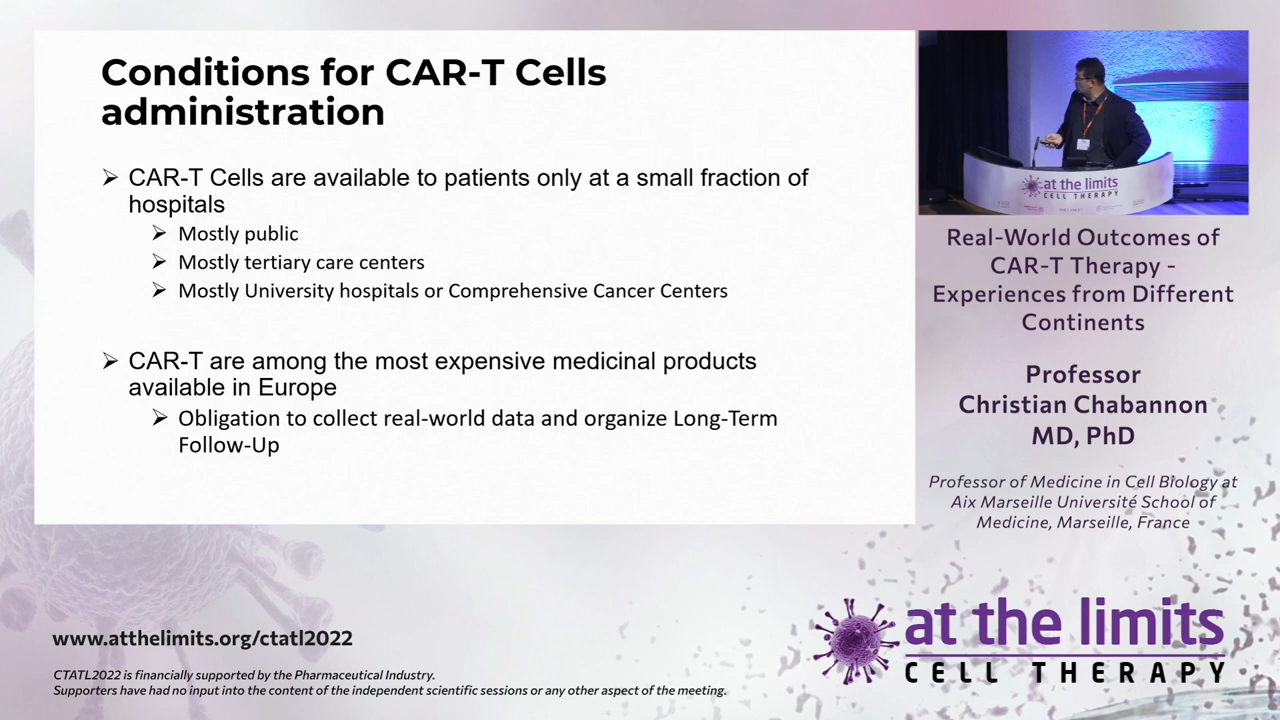 Conditions for CAR-T Cells
administration
➢ CAR-T Cells are available to patients only at a small fraction of
hospitals
➢ Mostly public
➢ Mostly tertiary care centers
➢ Mostly University hospitals or Comprehensive Cancer Centers
➢ CAR-T are among the most expensive medicinal products
available in Europe
➢ Obligation to collect real-world data and organize Long-Term
Follow-Up
at the limits
CELL THERAPY
Real-World Outcomes of
CAR-T Therapy -
Experiences from Different
Continents
Professor
Christian Chabannon
MD, PhD
Professor of Medicine in Cell Biology at
Aix Marseille Université School of
Medicine, Marseille, France
www.atthelimits.org/ctatl2022
CTATL2022 is financially supported by the Pharmaceutical Industry.
Supporters have had no input into the content of the independent scientific sessions or any other aspect of the meeting.
at the limits
CELL THERAPY